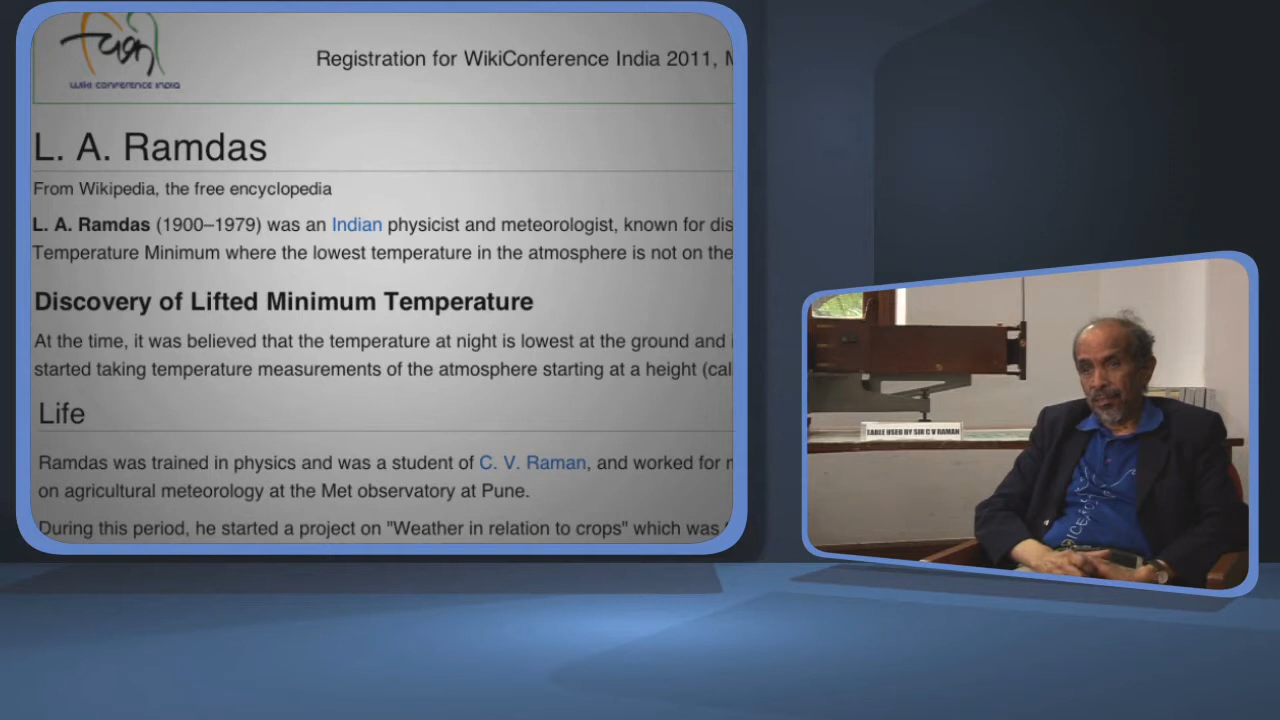 wiki conference india
Registration for WikiConference India 2011,
L. A. Ramdas
From Wikipedia, the free encyclopedia
L. A. Ramdas (1900–1979) was an Indian physicist and meteorologist, known for dis
Temperature Minimum where the lowest temperature in the atmosphere is not on the
Discovery of Lifted Minimum Temperature
At the time, it was believed that the temperature at night is lowest at the ground and
started taking temperature measurements of the atmosphere starting at a height (cal
Life
Ramdas was trained in physics and was a student of C. V. Raman, and worked for
on agricultural meteorology at the Met observatory at Pune.
During this period, he started a project on "Weather in relation to crops" which was
USED BY SIR C V RAMAN